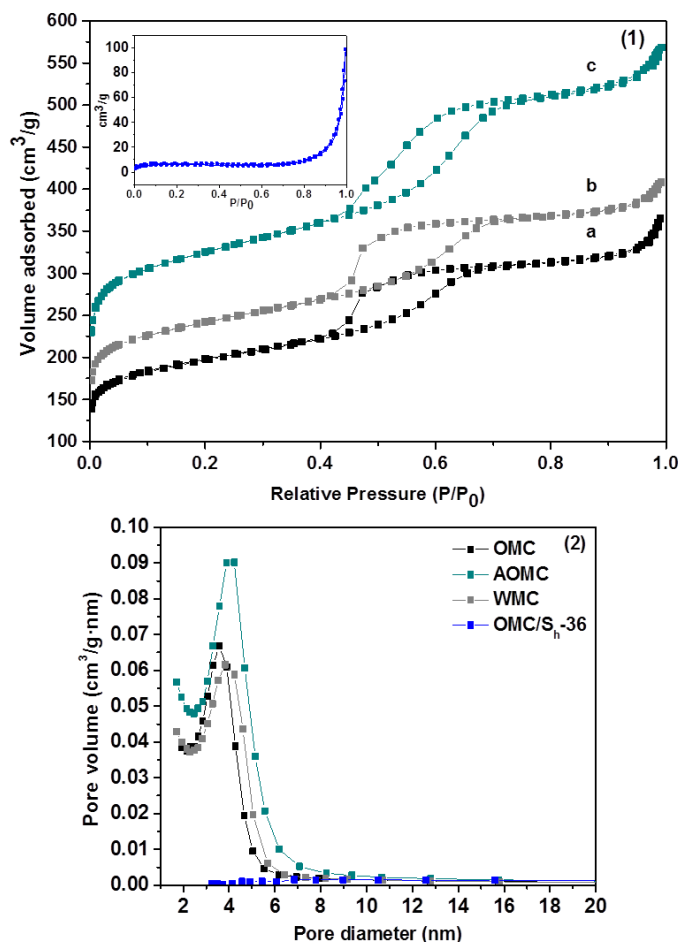 600
550
500
450
400
350
300
250
200
150
100
Volume adsorbed (cm³/g)
(1)
100
80
60
40
20
0
cm³/g
0.0 0.2 0.4 0.6 0.8 1.0
P/P₀
c
b
a
0.0 0.2 0.4 0.6 0.8 1.0
Relative Pressure (P/P₀)
0.10
0.09
0.08
0.07
0.06
0.05
0.04
0.03
0.02
0.01
0.00
Pore volume (cm³/g·nm)
(2)
OMC
AOMC
WMC
OMC/Sₕ-36
2 4 6 8 10 12 14 16 18 20
Pore diameter (nm)